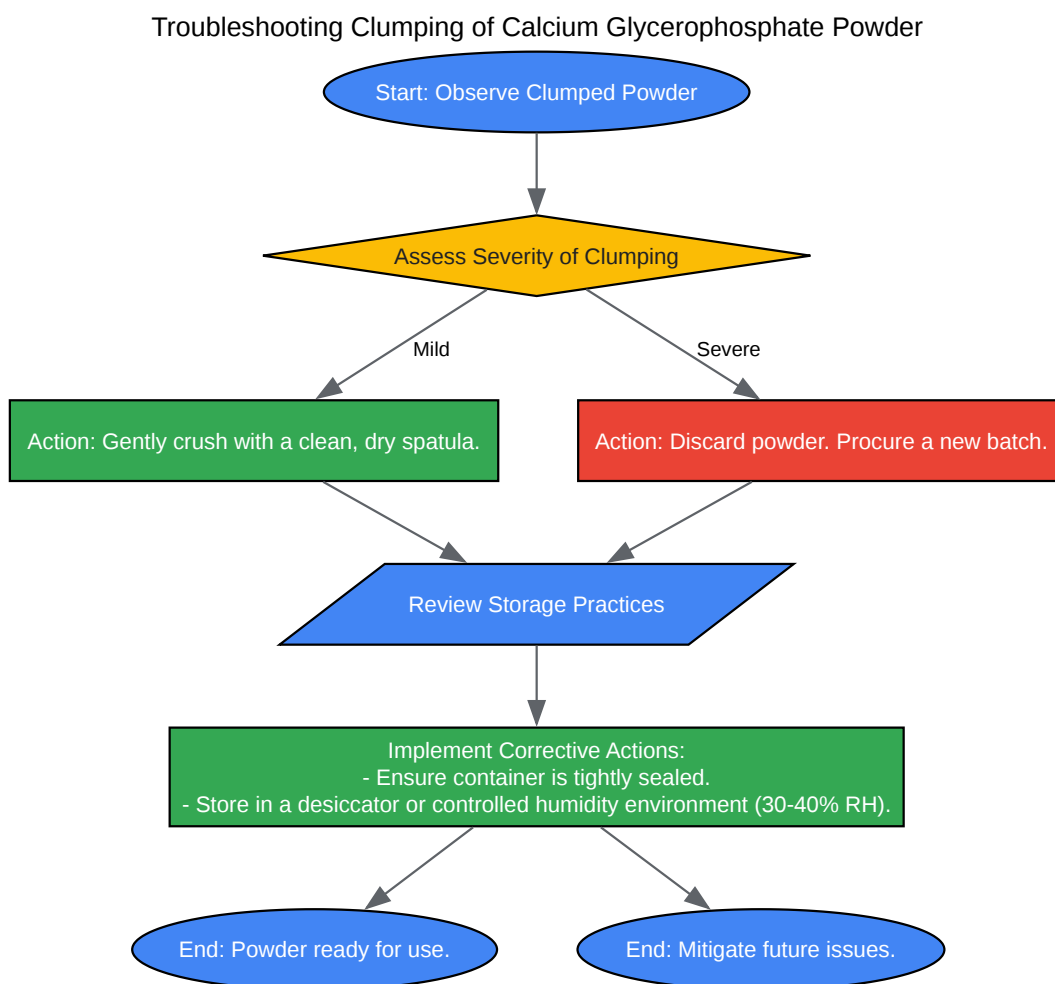 Troubleshooting Clumping of Calcium Glycerophosphate Powder
Start: Observe Clumped Powder
Assess Severity of Clumping
Mild
Severe
Action: Gently crush with a clean, dry spatula.
Action: Discard powder. Procure a new batch.
Review Storage Practices
Implement Corrective Actions:
- Ensure container is tightly sealed.
- Store in a desiccator or controlled humidity environment (30-40% RH).
End: Powder ready for use.
End: Mitigate future issues.